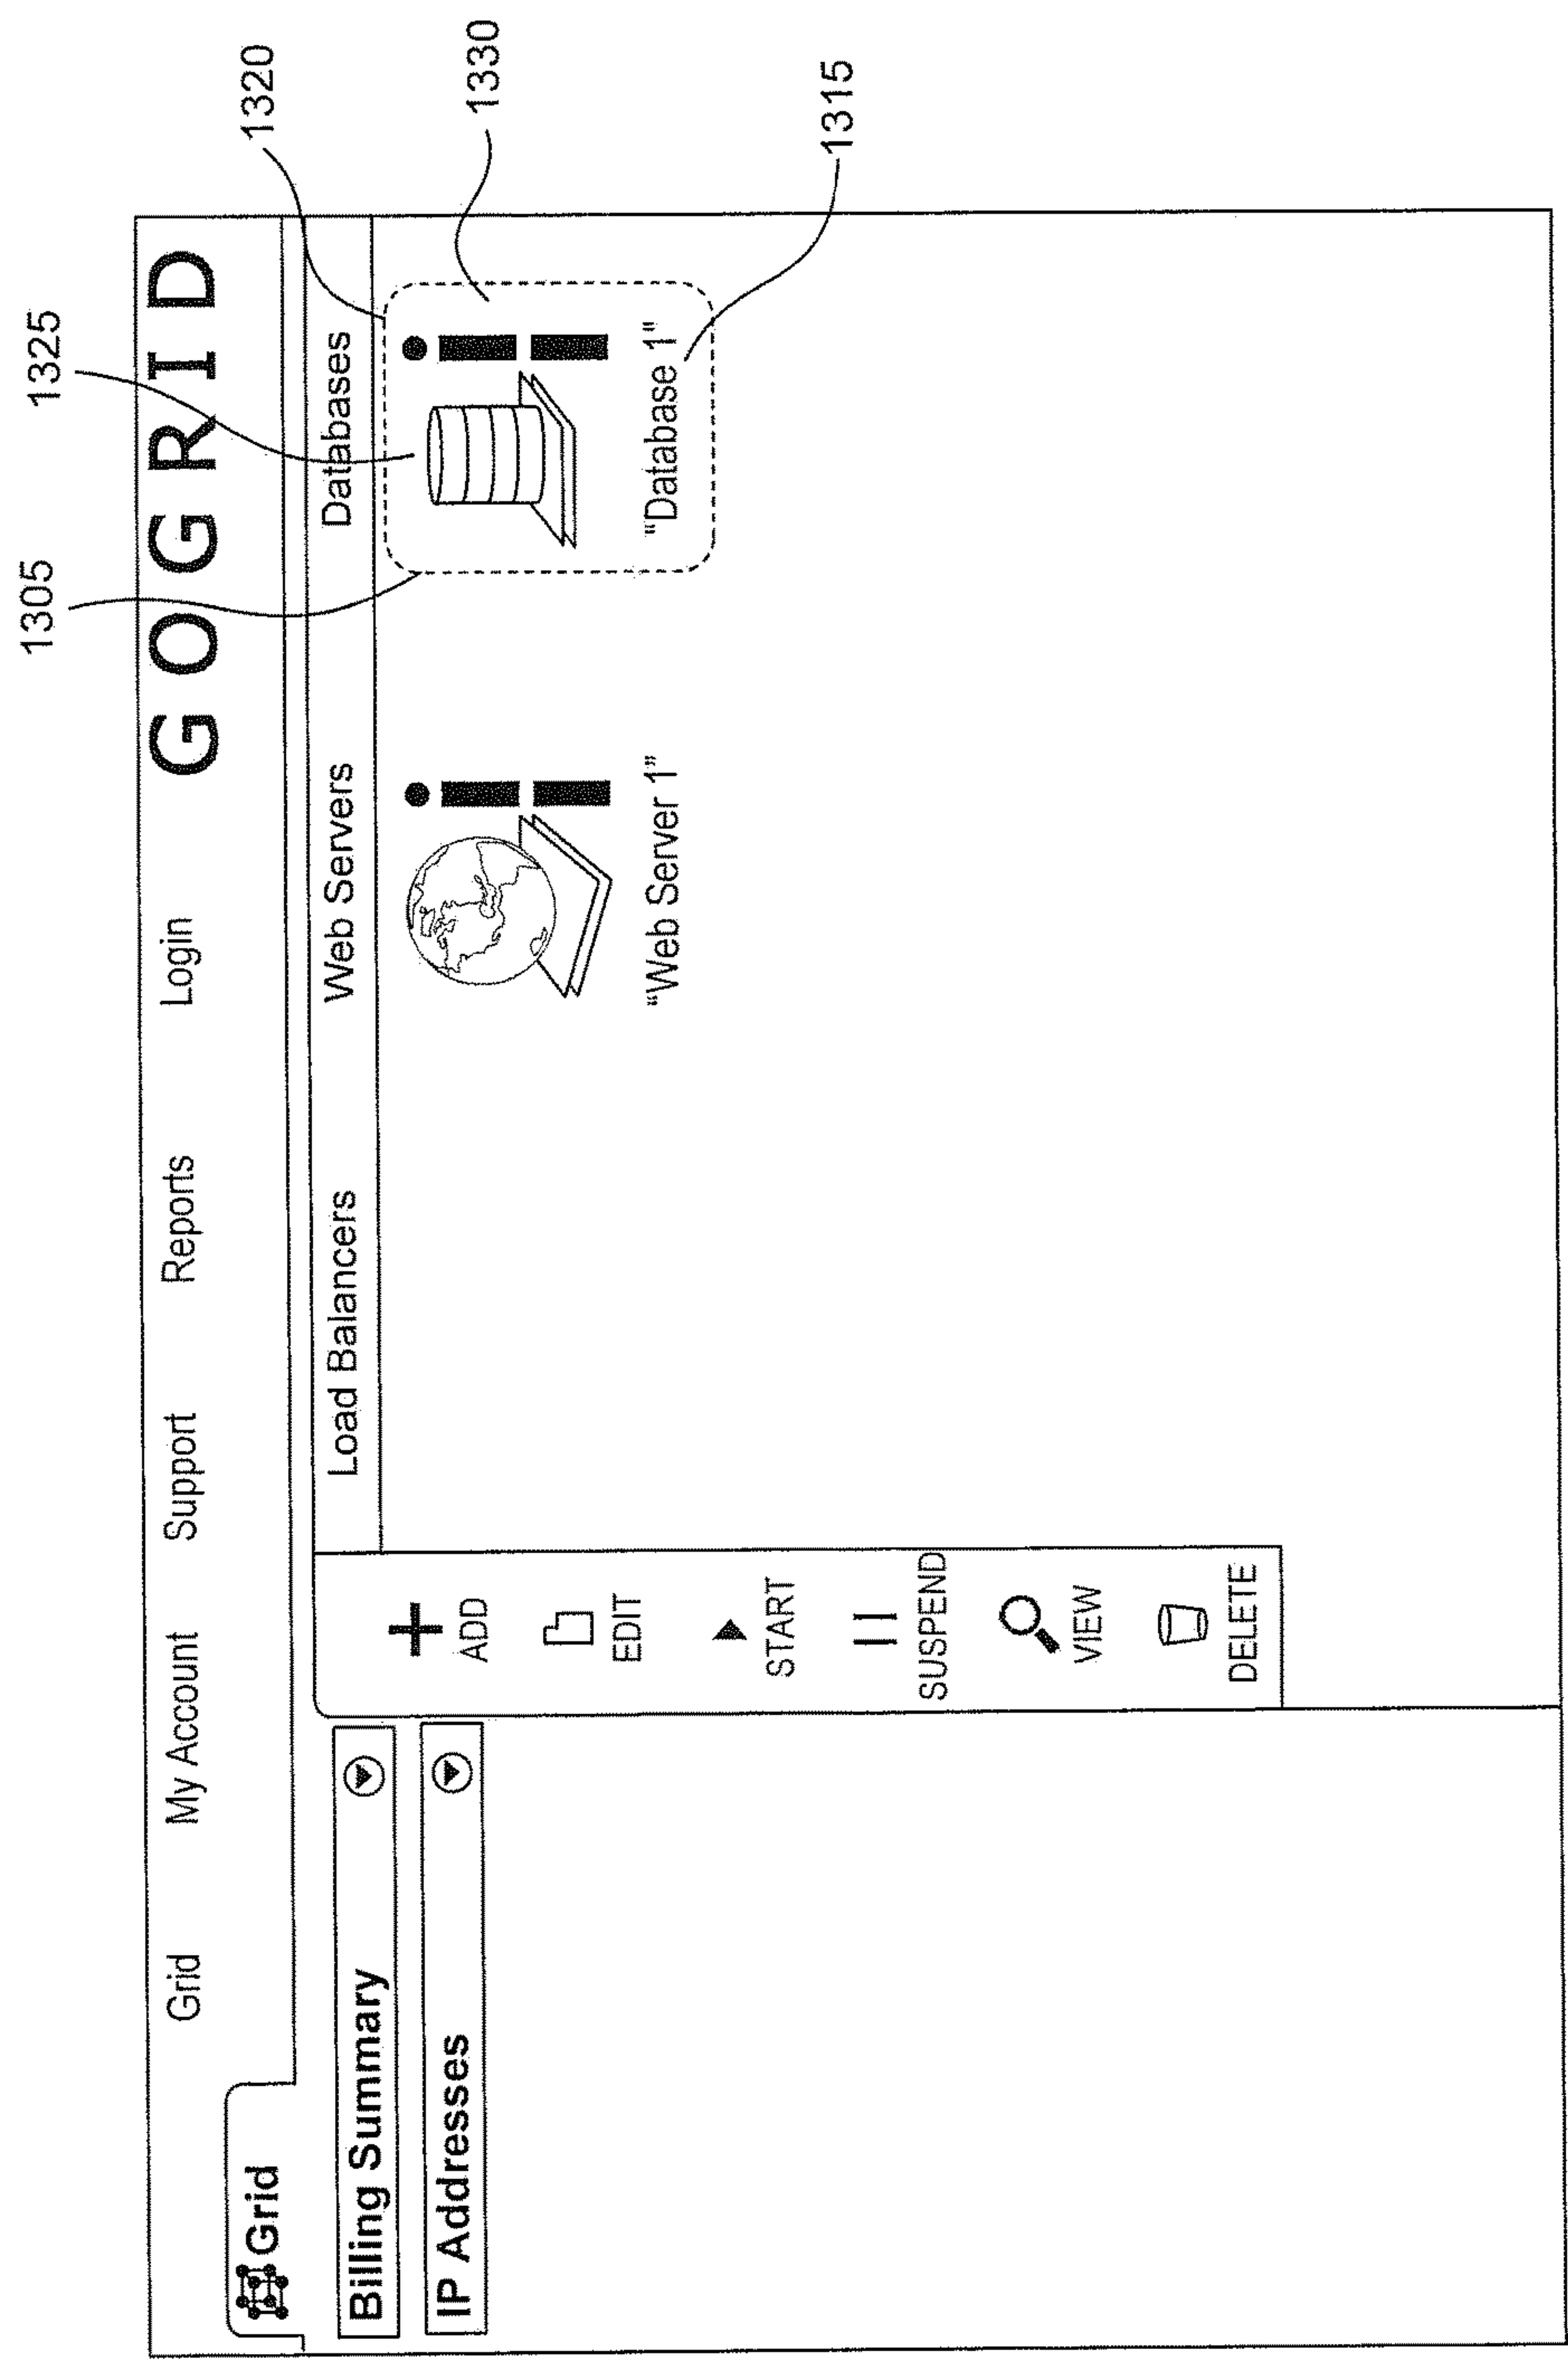 1305
1325
1320
1330
1315
Grid My Account Support Reports Login GOGRID
Grid
Billing Summary
IP Addresses
Load Balancers Web Servers Databases
ADD
EDIT
START
SUSPEND
VIEW
DELETE
"Web Server 1"
"Database 1"